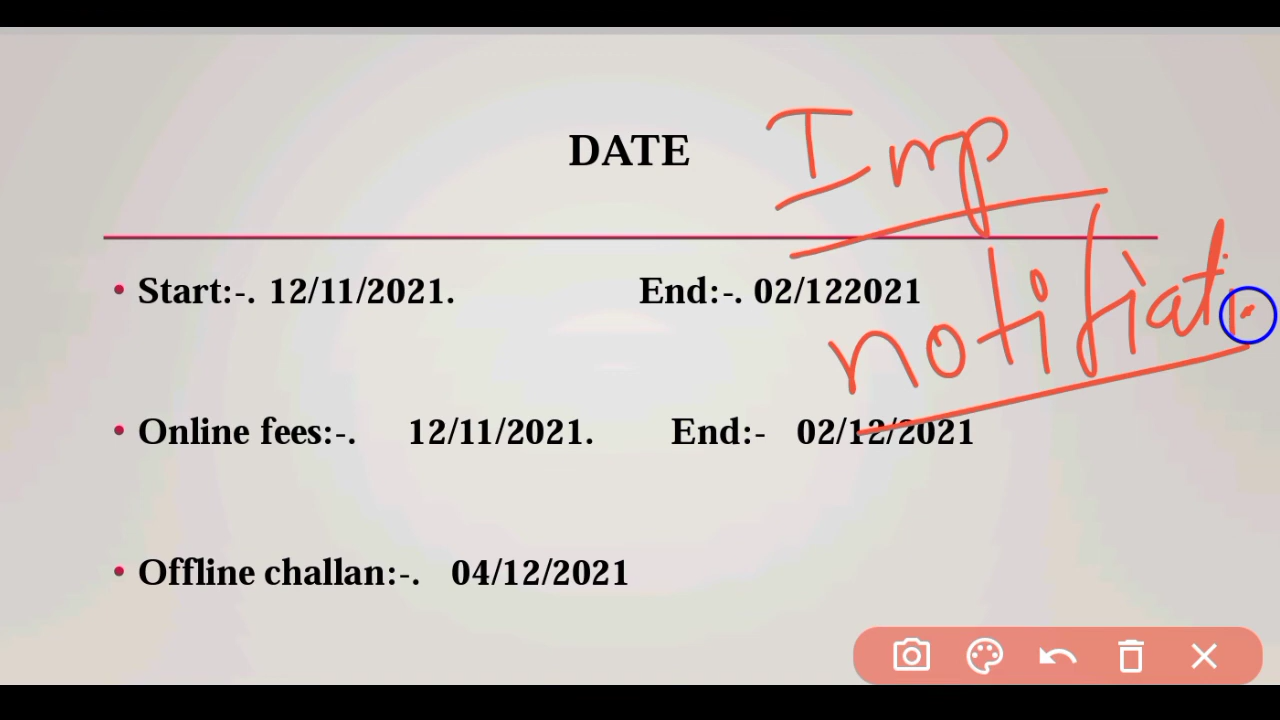 DATE
Imp
Start:-. 12/11/2021. End:-. 02/122021
Online fees:-. 12/11/2021. End:- 02/12/2021
Offline challan:-. 04/12/2021